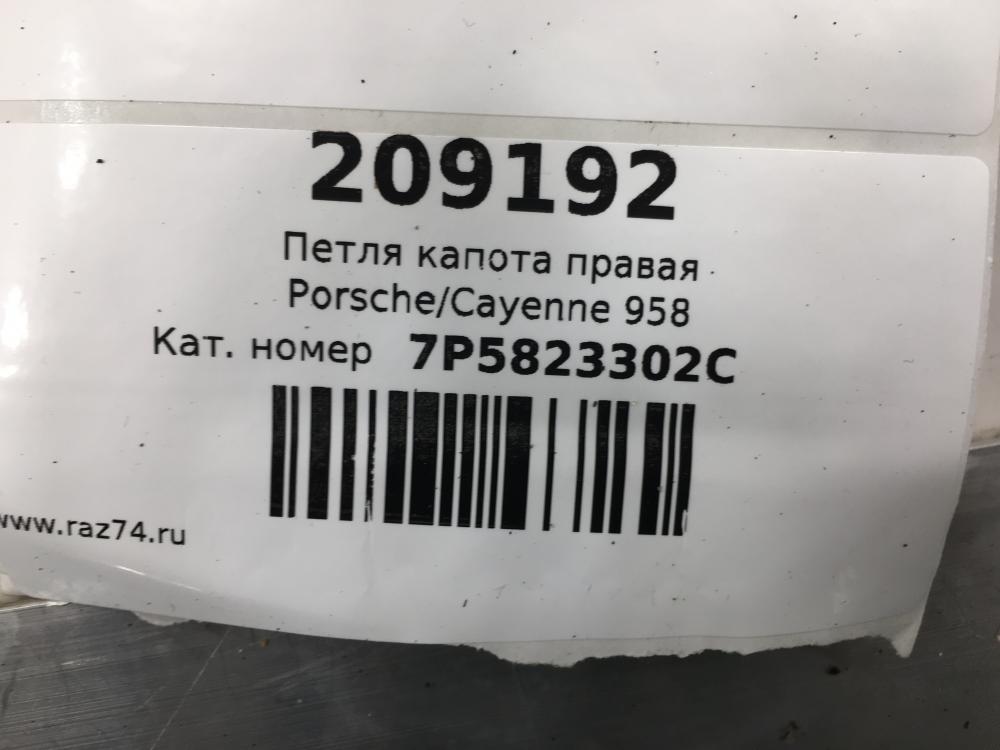 209192
Петля капота правая
Porsche/Cayenne 958
Кат. номер 7P5823302C
www.raz74.ru